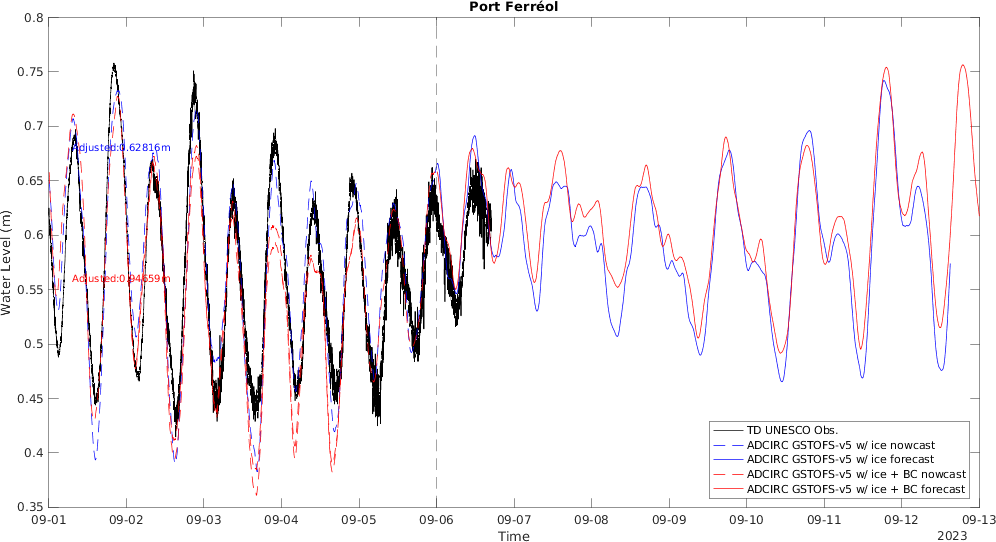 Port Ferréol
0.8
0.75
0.7
0.65
0.6
0.55
0.5
0.45
0.4
0.35
Water Level (m)
Adjusted:0.62816m
Adjusted:0.94659m
TD UNESCO Obs.
ADCIRC GSTOFS-v5 w/ ice nowcast
ADCIRC GSTOFS-v5 w/ ice forecast
ADCIRC GSTOFS-v5 w/ ice + BC nowcast
ADCIRC GSTOFS-v5 w/ ice + BC forecast
09-01 09-02 09-03 09-04 09-05 09-06 09-07 09-08 09-09 09-10 09-11 09-12 09-13
Time
2023